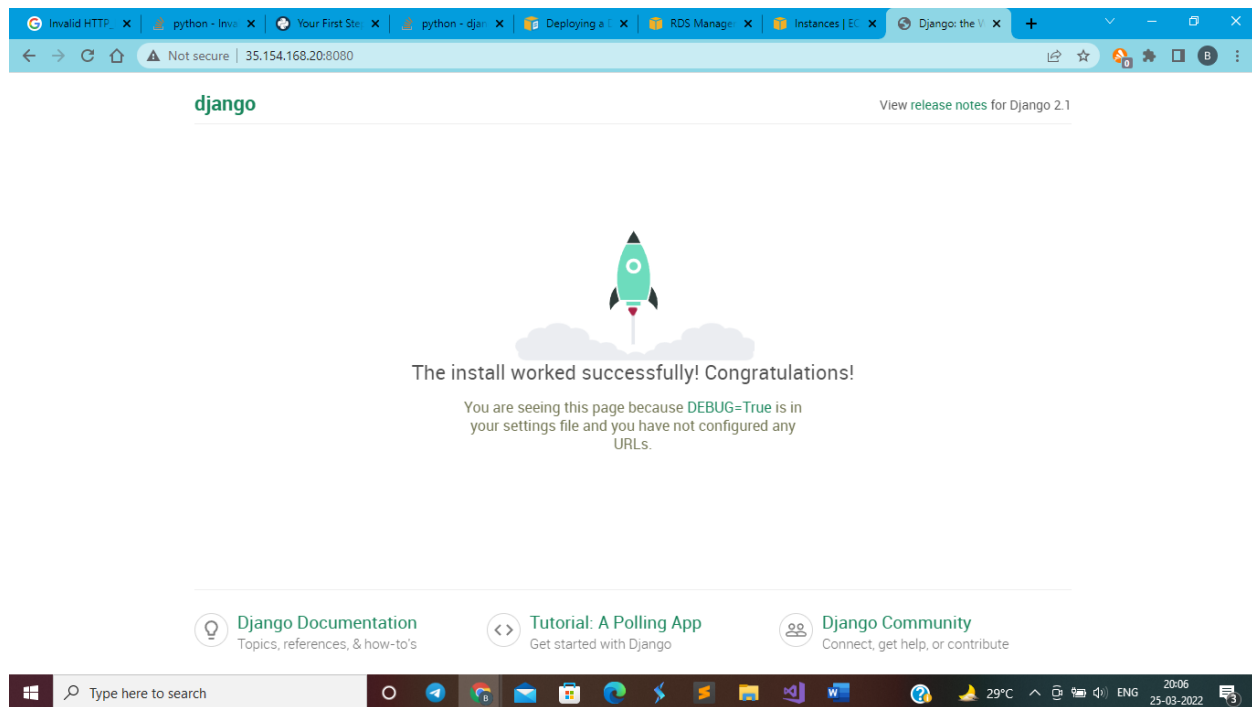 Invalid HTTP_
python - Inva
Your First Ste
python - djan
Deploying a D
RDS Manage
Instances | EC
Django: the W
Not secure | 35.154.168.20:8080
B
0
django
View release notes for Django 2.1
The install worked successfully! Congratulations!
You are seeing this page because DEBUG=True is in
your settings file and you have not configured any
URLs.
Django Documentation
Topics, references, & how-to's
Tutorial: A Polling App
Get started with Django
Django Community
Connect, get help, or contribute
Type here to search
29°C
ENG
20:06
25-03-2022
3